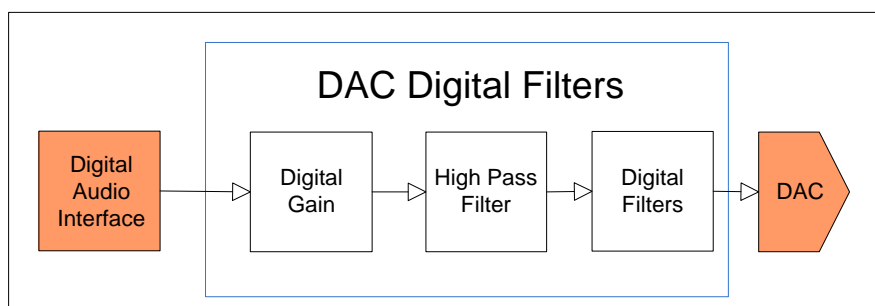 DAC Digital Filters
Digital
Audio
Interface
Digital
Gain
High Pass
Filter
Digital
Filters
DAC